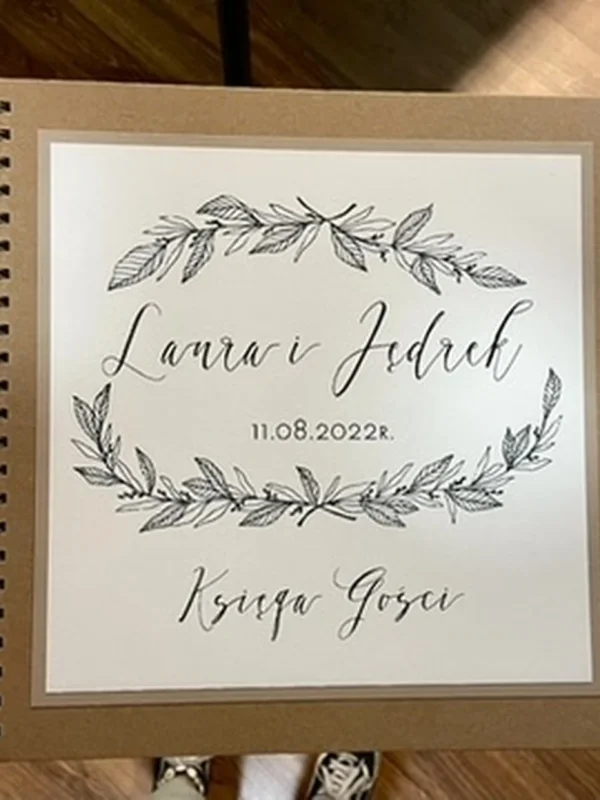 Laura i Jędrek
11.08.2022R.
Księga Gości